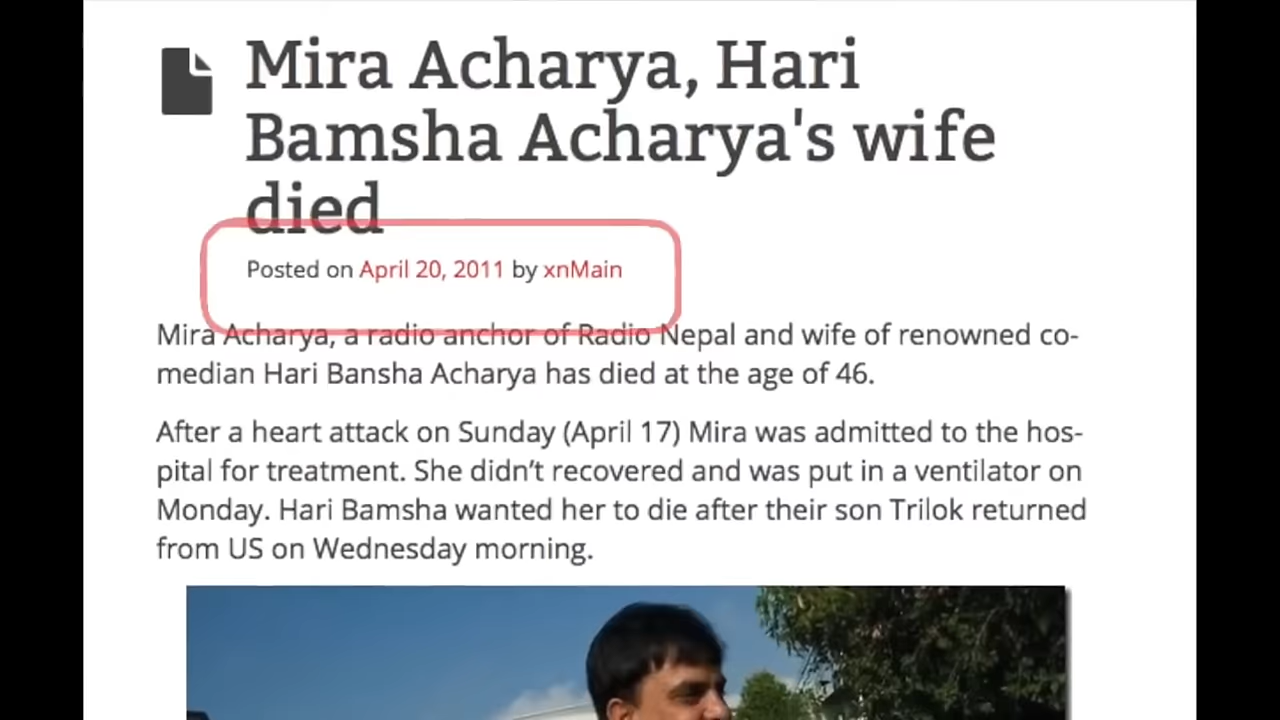 Mira Acharya, Hari
Bamsha Acharya's wife
died
Posted on April 20, 2011 by xnMain
Mira Acharya, a radio anchor of Radio Nepal and wife of renowned co-
median Hari Bansha Acharya has died at the age of 46.
After a heart attack on Sunday (April 17) Mira was admitted to the hos-
pital for treatment. She didn’t recovered and was put in a ventilator on
Monday. Hari Bamsha wanted her to die after their son Trilok returned
from US on Wednesday morning.